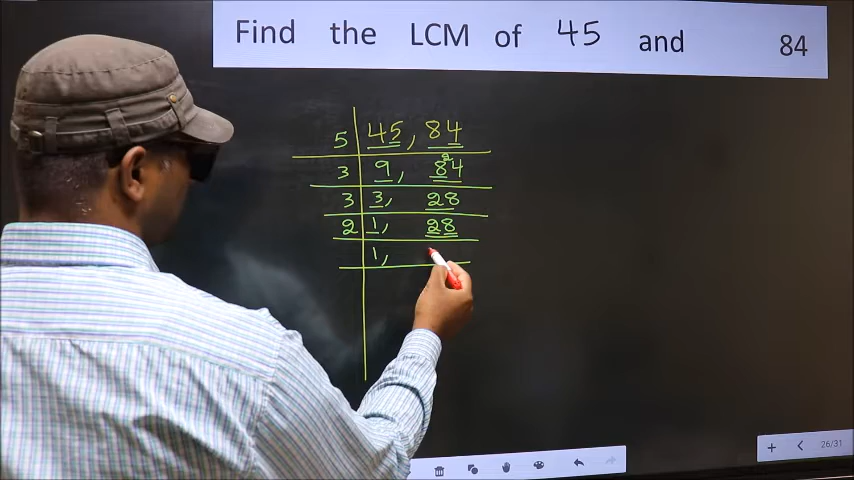 Find the LCM of 45 and 84
5 45, 84
3 9, 8²4
3 3, 28
2 1, 28
1,
26/31